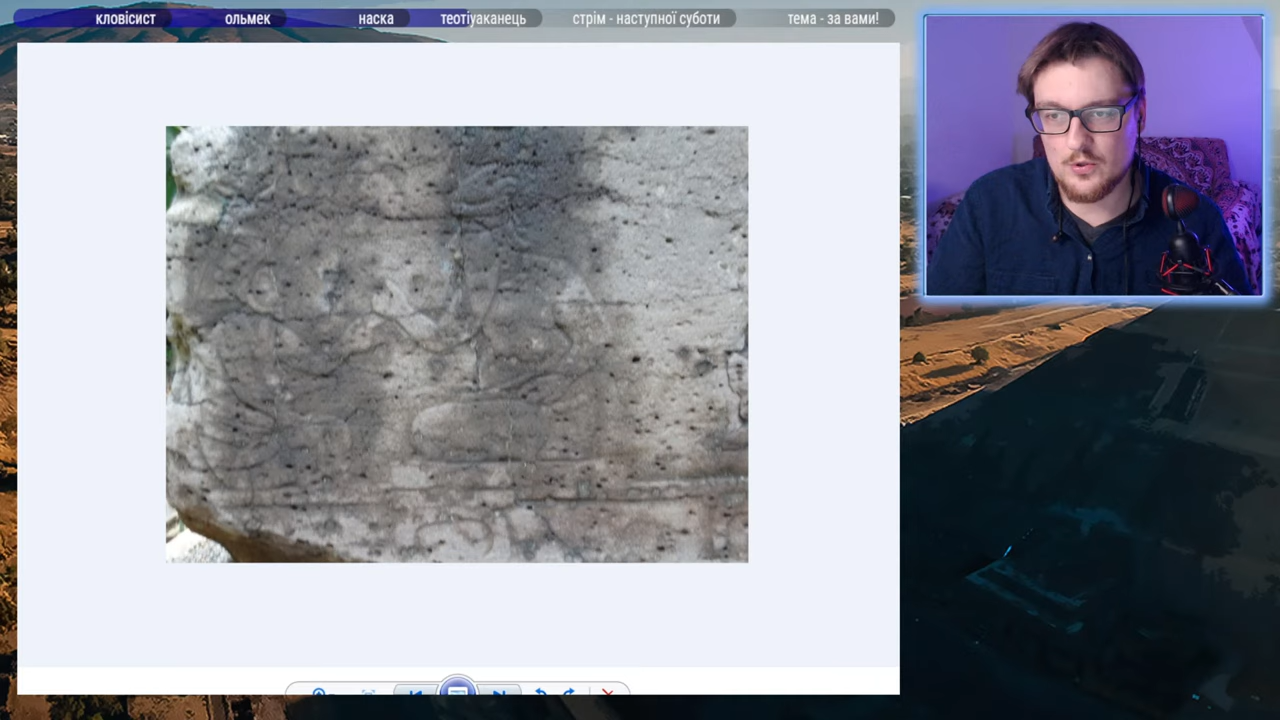 кловісист ольмек наска теотіуаканець стрім - наступної суботи тема - за вами!